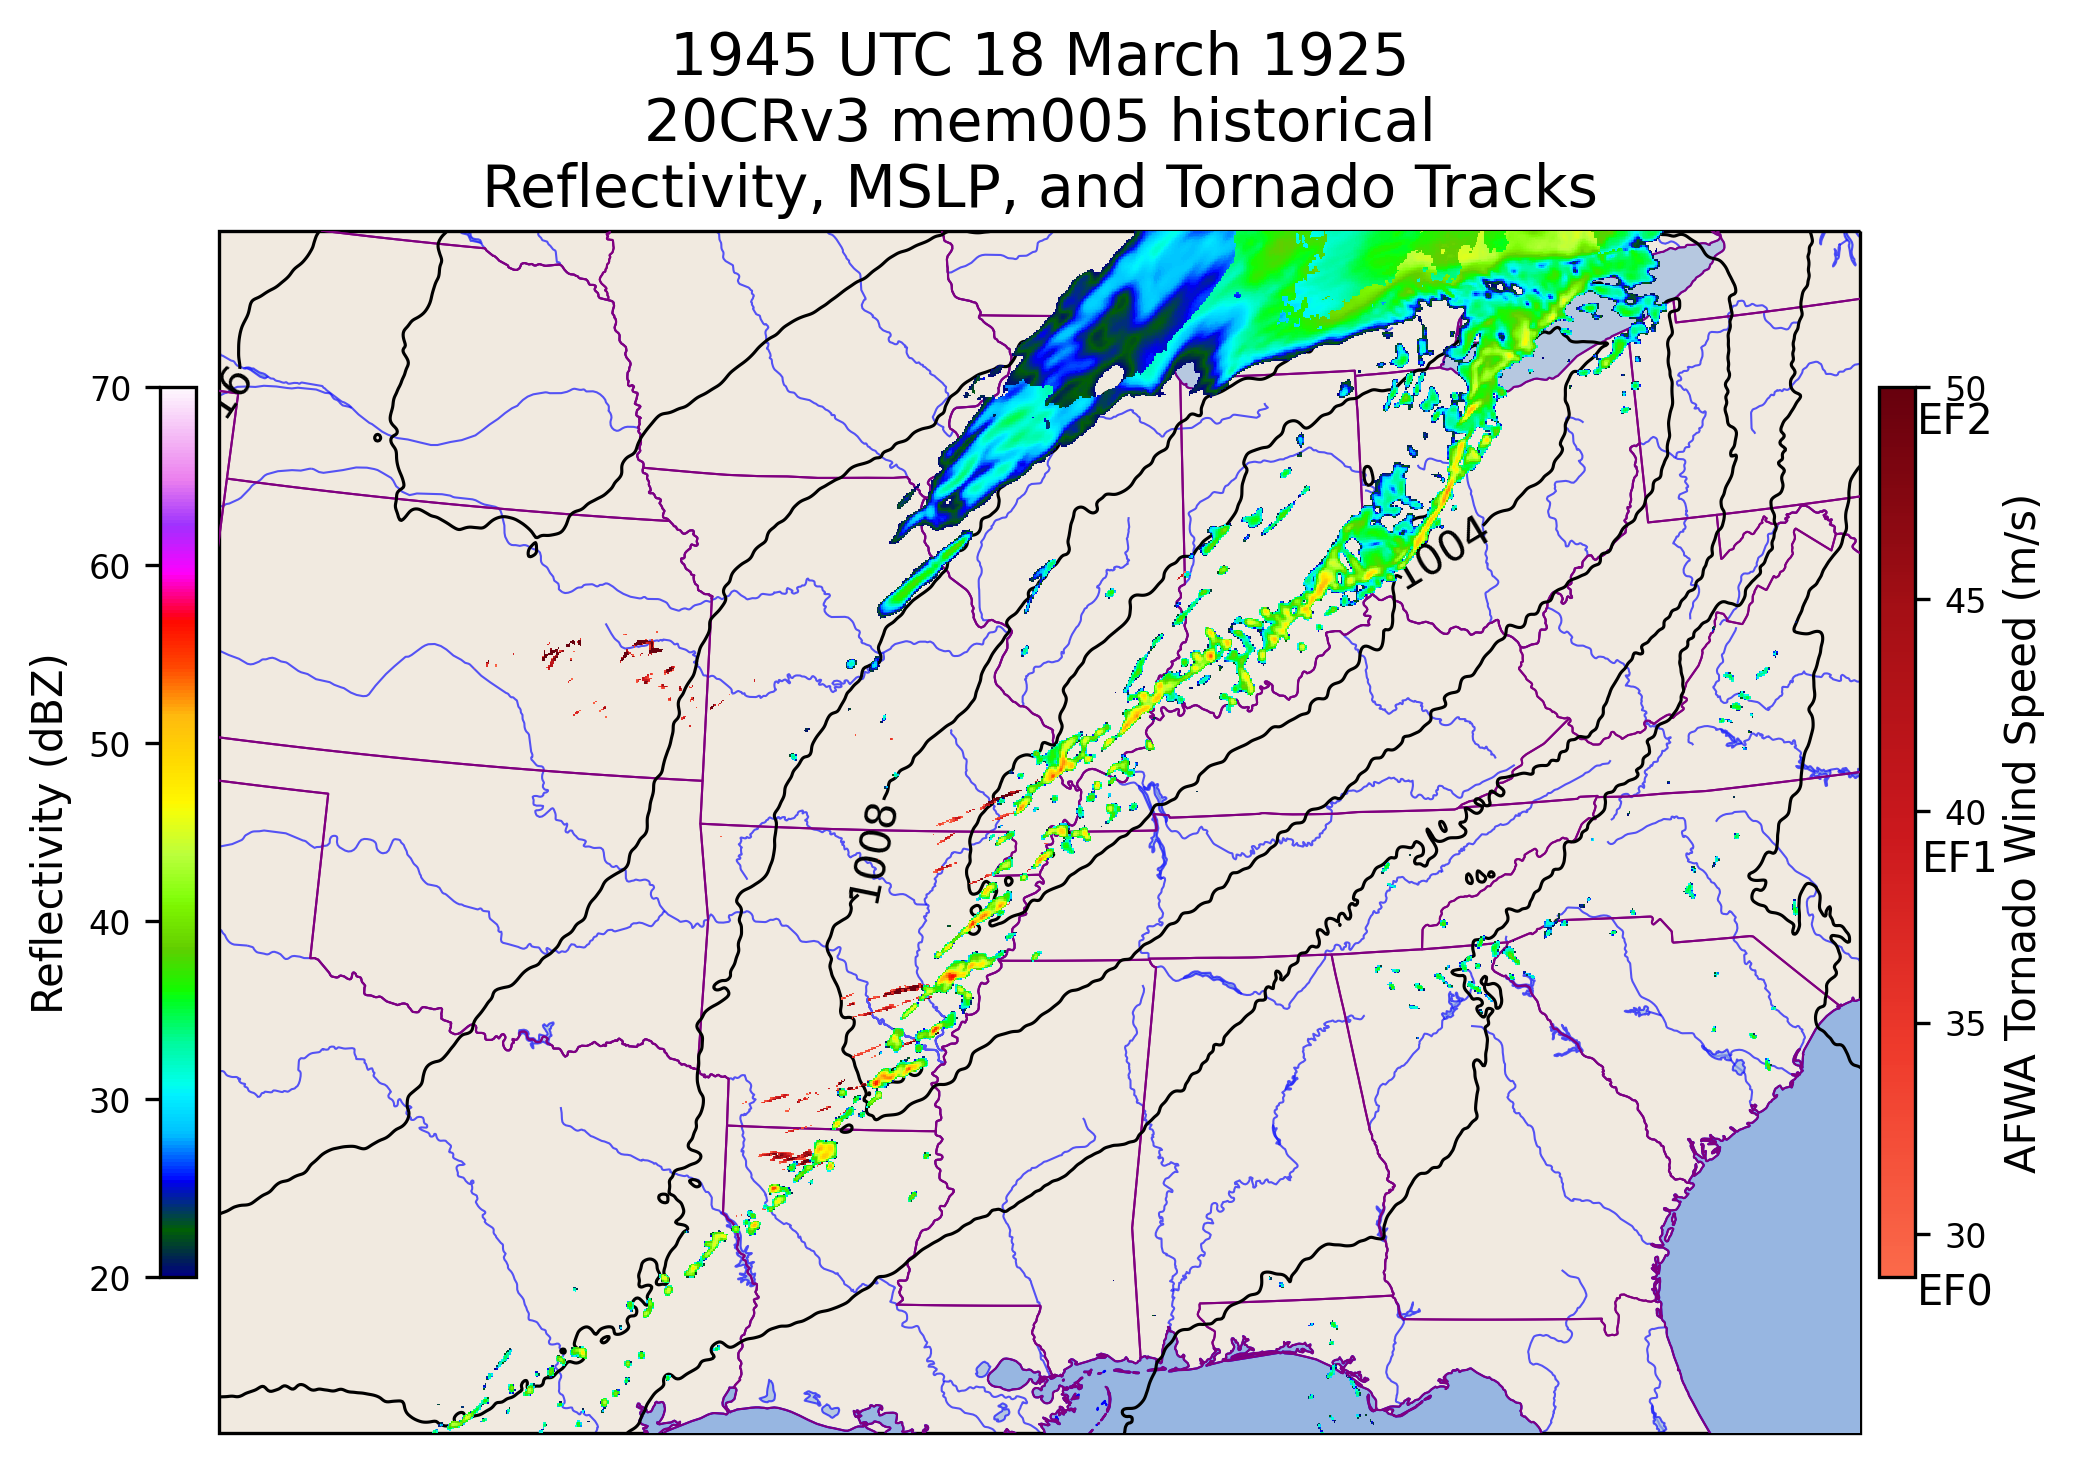 1945 UTC 18 March 1925
20CRv3 mem005 historical
Reflectivity, MSLP, and Tornado Tracks
16
1004
1008
Reflectivity (dBZ)
70
60
50
40
30
20
50
EF2
45
40
EF1
35
30
EF0
AFWA Tornado Wind Speed (m/s)